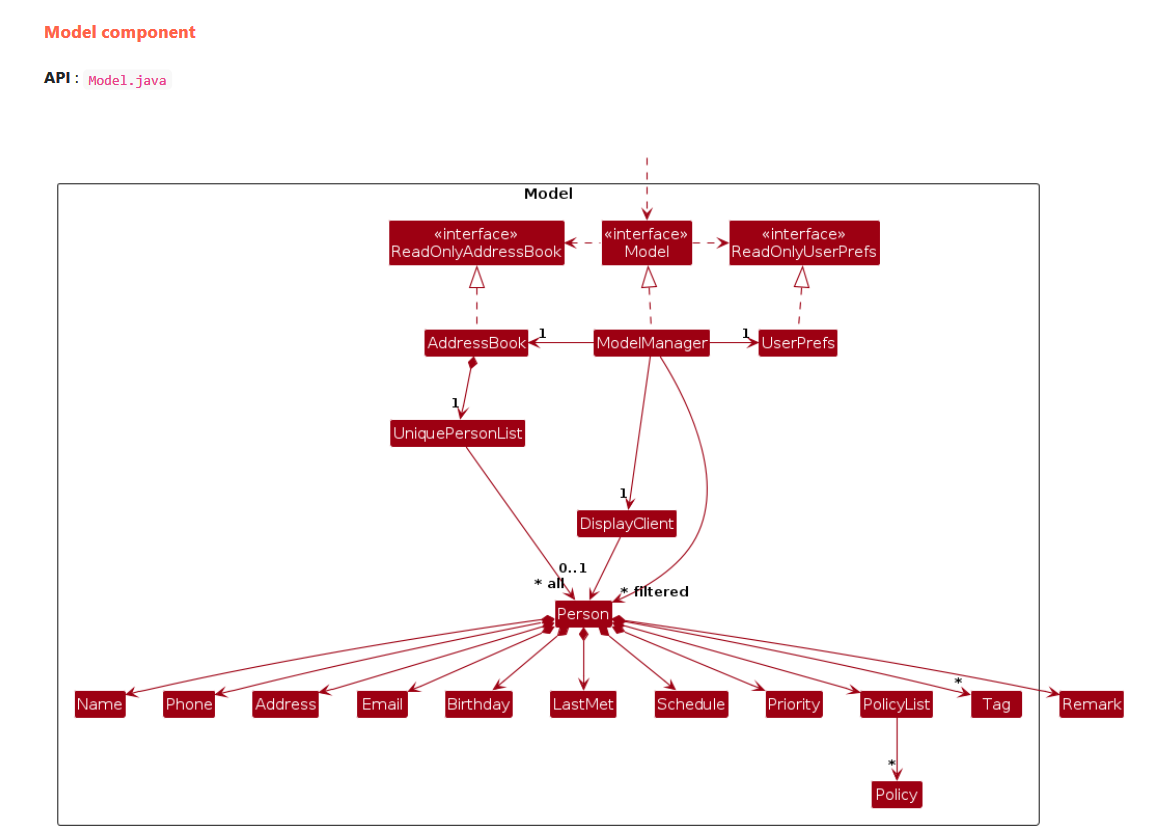 Model component
API : Model.java
Model
«interface»
ReadOnlyAddressBook
«interface»
Model
«interface»
ReadOnlyUserPrefs
AddressBook
1
ModelManager
1
UserPrefs
1
UniquePersonList
1
DisplayClient
0..1
* all
* filtered
Person
*
Name
Phone
Address
Email
Birthday
LastMet
Schedule
Priority
PolicyList
Tag
Remark
*
Policy